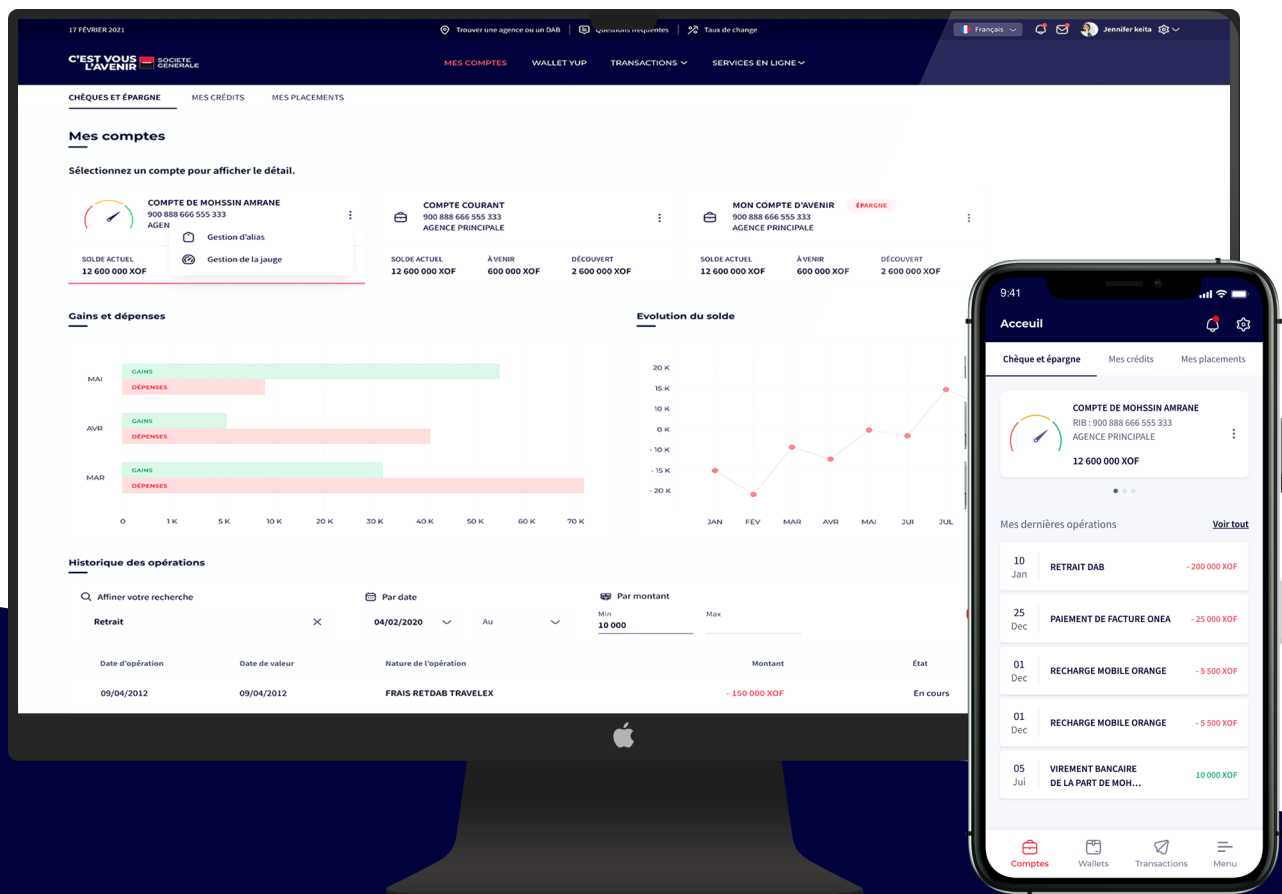 17 FÉVRIER 2021
Trouver une agence ou un DAB
Questions fréquentes
Taux de change
Français
Jennifer keita
C'EST VOUS
L'AVENIR
SOCIETE
GENERALE
MES COMPTES
WALLET YUP
TRANSACTIONS
SERVICES EN LIGNE
CHÈQUES ET ÉPARGNE
MES CRÉDITS
MES PLACEMENTS
Mes comptes
Sélectionnez un compte pour afficher le détail.
COMPTE DE MOHSSIN AMRANE
900 888 666 555 333
AGEN
Gestion d'alias
Gestion de la jauge
SOLDE ACTUEL
12 600 000 XOF
COMPTE COURANT
900 888 666 555 333
AGENCE PRINCIPALE
SOLDE ACTUEL À VENIR DÉCOUVERT
12 600 000 XOF 600 000 XOF 2 600 000 XOF
MON COMPTE D'AVENIR ÉPARGNE
900 888 666 555 333
AGENCE PRINCIPALE
SOLDE ACTUEL À VENIR DÉCOUVERT
12 600 000 XOF 600 000 XOF 2 600 000 XOF
Gains et dépenses
MAI
GAINS
DÉPENSES
AVR
GAINS
DÉPENSES
MAR
GAINS
DÉPENSES
0 1 K 5 K 10 K 20 K 30 K 40 K 50 K 60 K 70 K
Evolution du solde
20 K
15 K
10 K
0 K
- 10 K
- 15 K
- 20 K
JAN FÉV MAR AVR MAI JUI JUL
Historique des opérations
Affiner votre recherche
Retrait
Par date
04/02/2020 Au
Par montant
Min
10 000
Max
Date d'opération Date de valeur Nature de l'opération Montant État
09/04/2012 09/04/2012 FRAIS RETDAB TRAVELEX - 150 000 XOF En cours
9:41
Acceuil
Chèque et épargne Mes crédits Mes placements
COMPTE DE MOHSSIN AMRANE
RIB : 900 888 666 555 333
AGENCE PRINCIPALE
12 600 000 XOF
Mes dernières opérations Voir tout
10
Jan
RETRAIT DAB
- 200 000 XOF
25
Dec
PAIEMENT DE FACTURE ONEA
- 25 000 XOF
01
Dec
RECHARGE MOBILE ORANGE
- 5 500 XOF
01
Dec
RECHARGE MOBILE ORANGE
- 5 500 XOF
05
Jui
VIREMENT BANCAIRE
DE LA PART DE MOH...
10 000 XOF
Comptes Wallets Transactions Menu